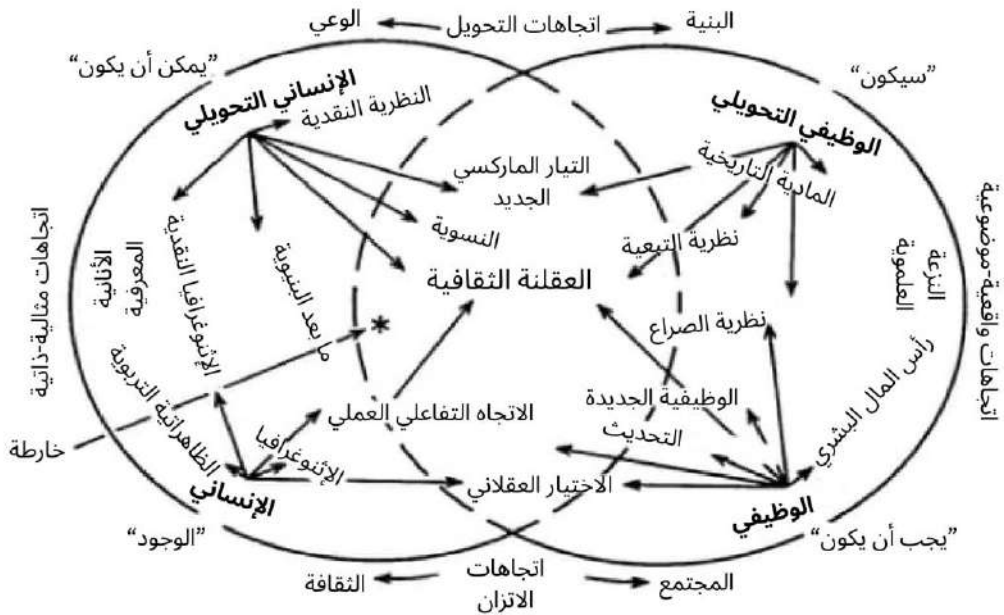 البنية
اتجاهات التحويل
الوعي
”سيكون“
”يمكن أن يكون“
الوظيفي التحويلي
الإنساني التحويلي
النظرية النقدية
المادية التاريخية
التيار الماركسي
الجديد
النسوية
نظرية التبعية
العقلنة الثقافية
اتجاهات واقعية-موضوعية
النزعة
العلموية
الأنانية
المعرفية
اتجاهات مثالية-ذاتية
الإثنوغرافيا النقدية
ما بعد البنيوية
*
نظرية الصراع
رأس المال البشري
الوظيفية الجديدة
التحديث
الاتجاه التفاعلي العملي
الظاهراتية التربوية
الإثنوغرافيا
خارطة
الاختيار العقلاني
الوظيفي
الإنساني
”يجب أن يكون“
”الوجود“
المجتمع
اتجاهات
الاتزان
الثقافة